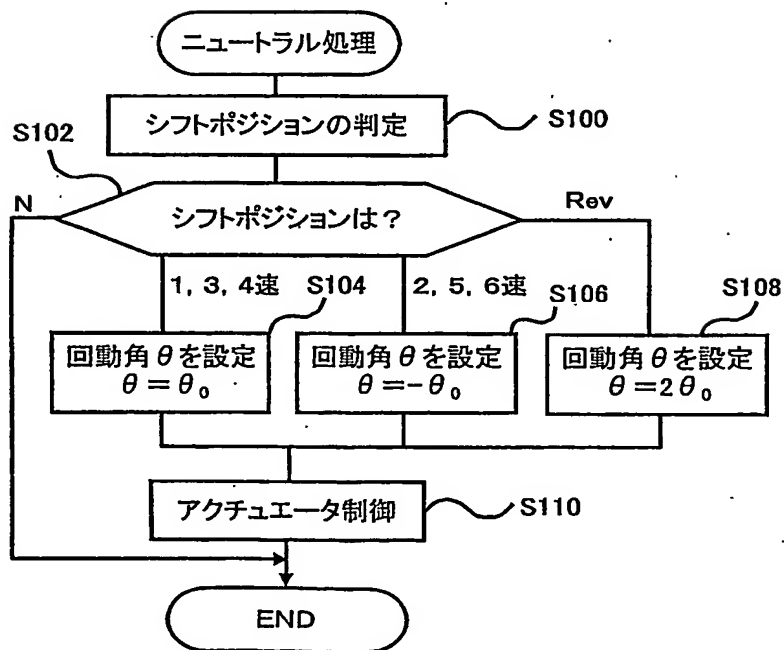 ニュートラル処理
シフトポジションの判定
S100
S102
シフトポジションは?
N
Rev
1, 3, 4速
S104
2, 5, 6速
S106
S108
回動角θを設定
θ=θ₀
回動角θを設定
θ=-θ₀
回動角θを設定
θ=2θ₀
アクチュエータ制御
S110
END